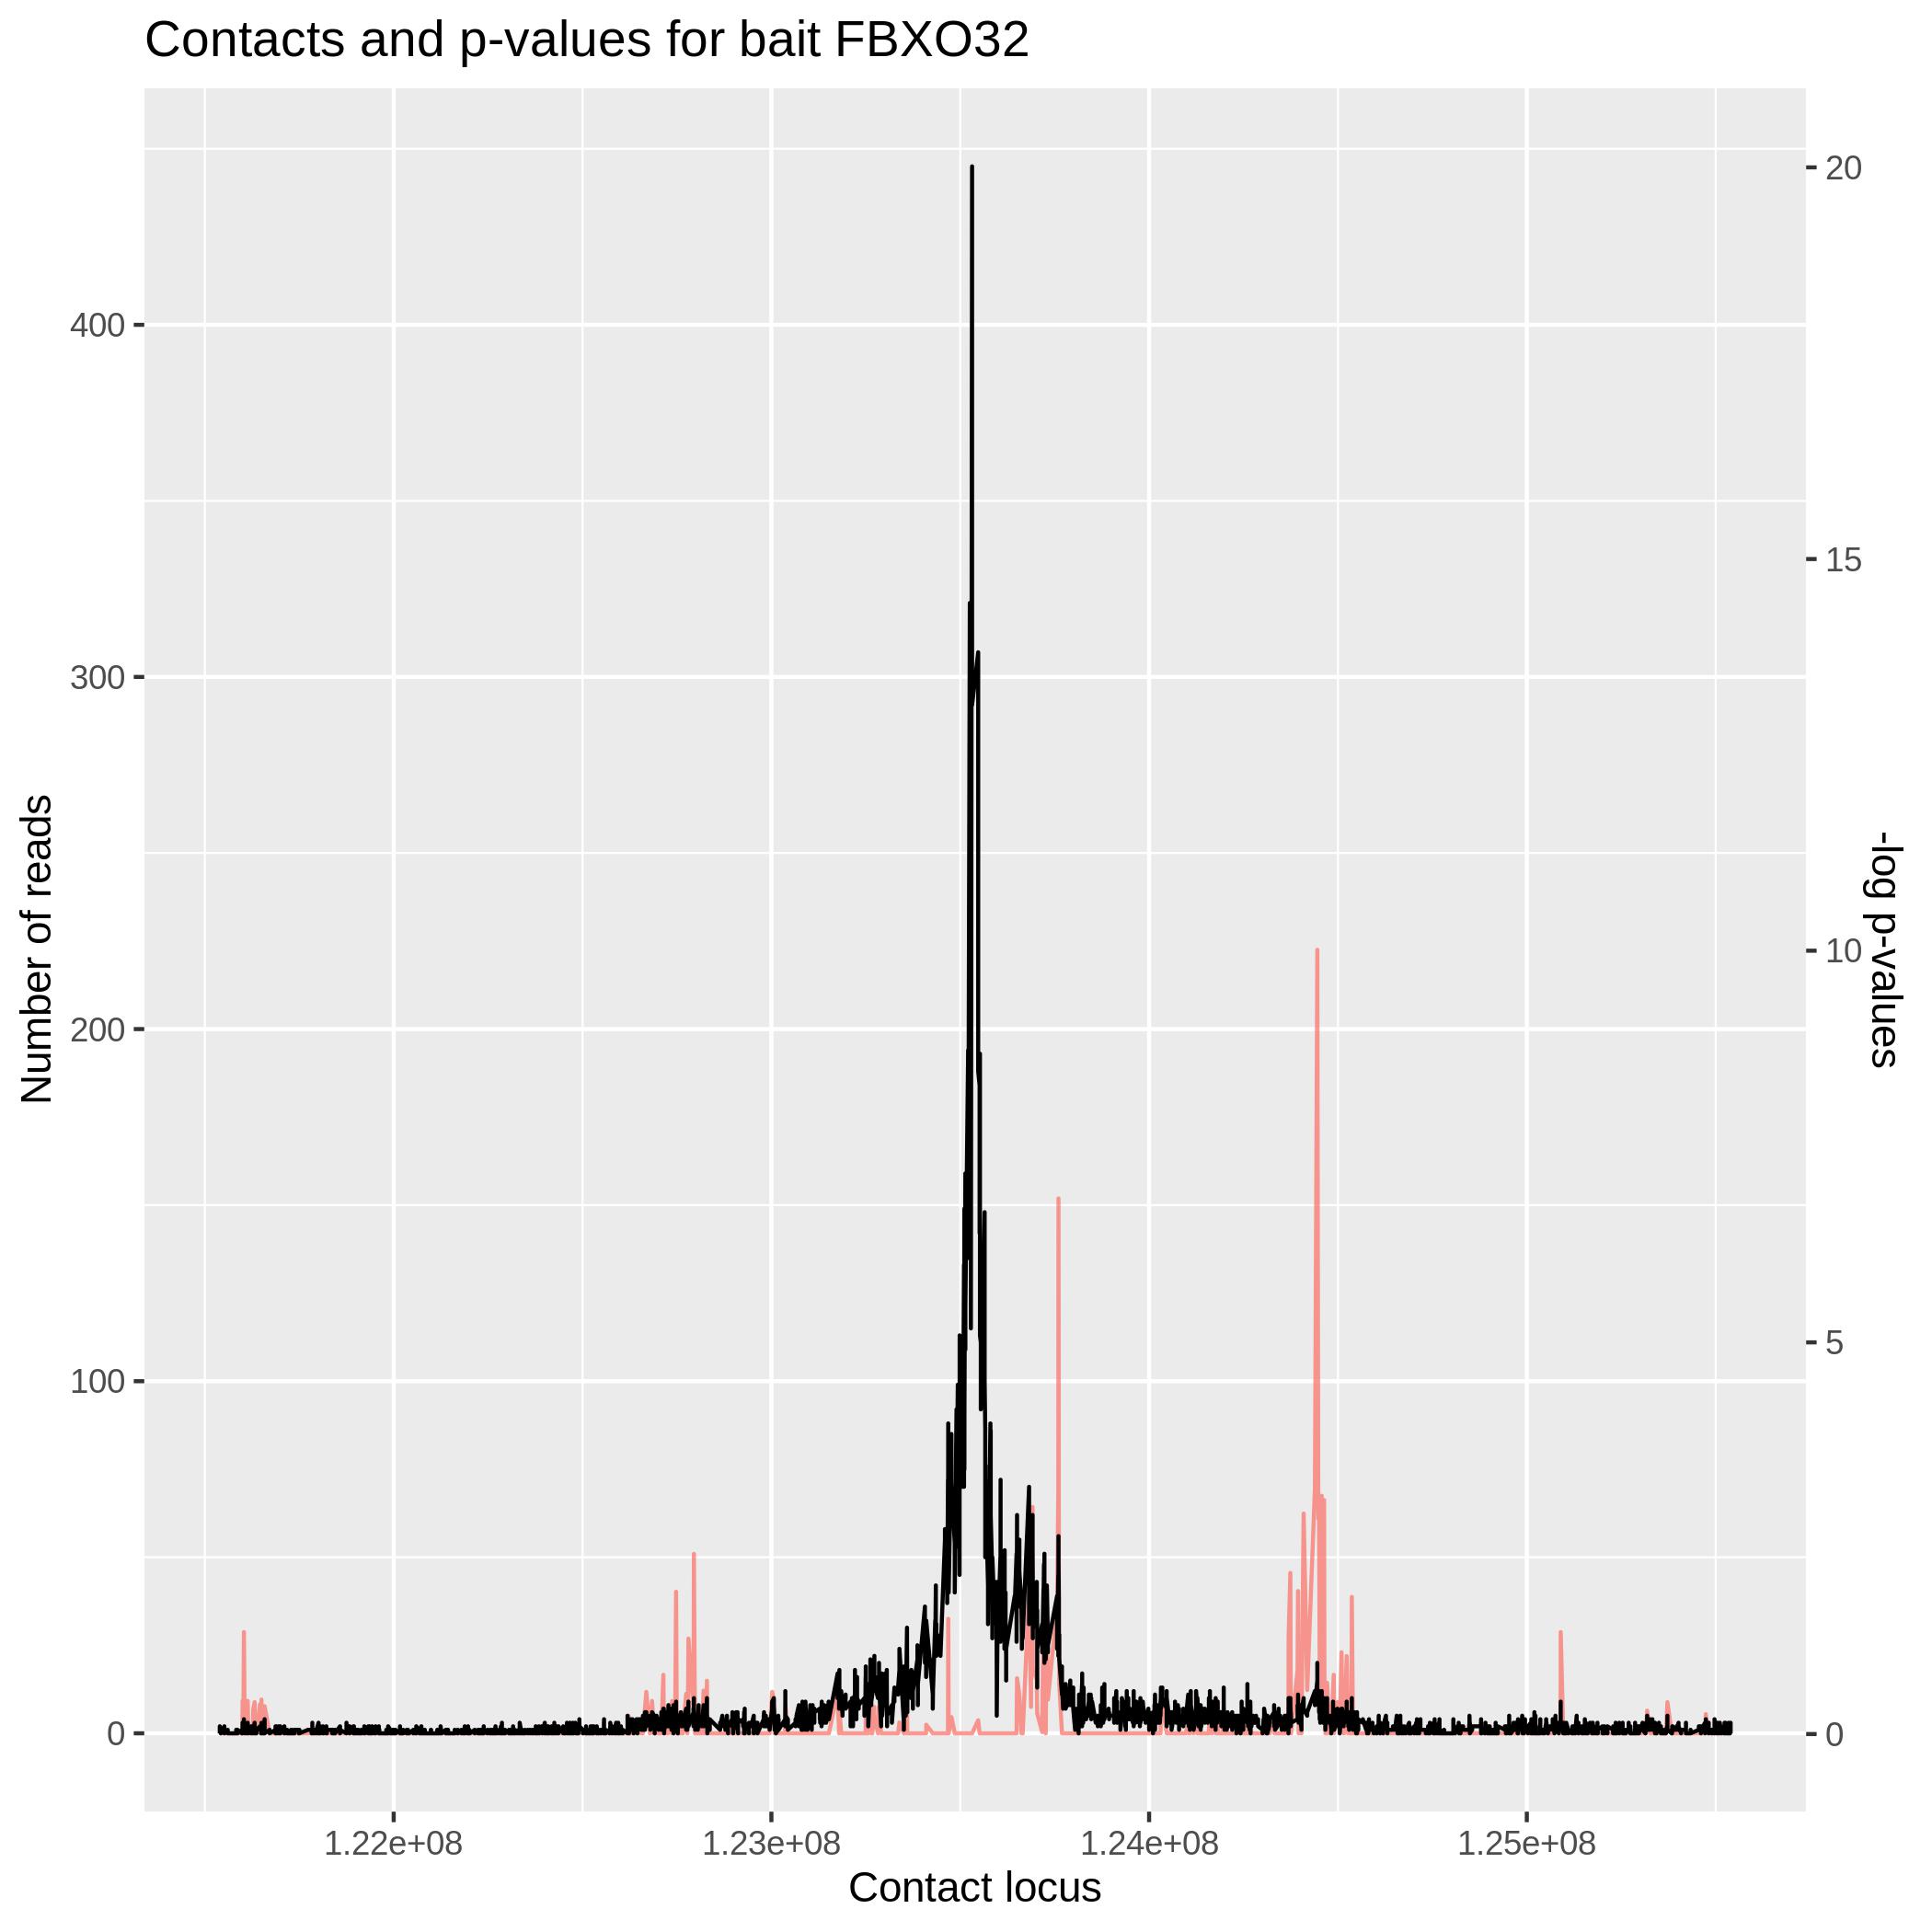 Contacts and p-values for bait FBXO32
Number of reads
400
300
200
100
0
20
15
10
5
0
-log p-values
1.22e+08
1.23e+08
1.24e+08
1.25e+08
Contact locus